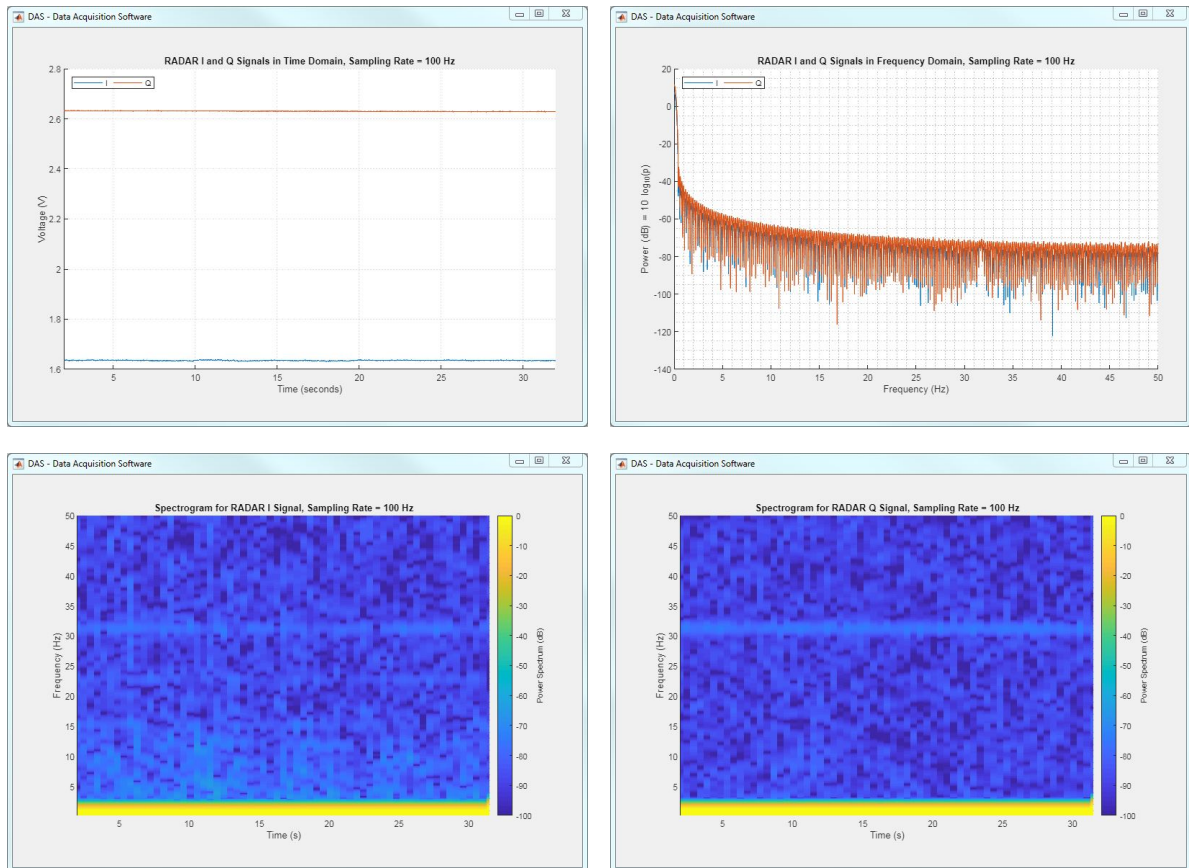 DAS - Data Acquisition Software
RADAR I and Q Signals in Time Domain, Sampling Rate = 100 Hz
I Q
2.8
2.6
2.4
2.2
2
1.8
1.6
Voltage (V)
5 10 15 20 25 30
Time (seconds)
DAS - Data Acquisition Software
RADAR I and Q Signals in Frequency Domain, Sampling Rate = 100 Hz
I Q
20
0
-20
-40
-60
-80
-100
-120
-140
Power (dB) = 10 log₁₀(p)
0 5 10 15 20 25 30 35 40 45 50
Frequency (Hz)
DAS - Data Acquisition Software
Spectrogram for RADAR I Signal, Sampling Rate = 100 Hz
50
45
40
35
30
25
20
15
10
5
Frequency (Hz)
5 10 15 20 25 30
Time (s)
0
-10
-20
-30
-40
-50
-60
-70
-80
-90
-100
Power Spectrum (dB)
DAS - Data Acquisition Software
Spectrogram for RADAR Q Signal, Sampling Rate = 100 Hz
50
45
40
35
30
25
20
15
10
5
Frequency (Hz)
5 10 15 20 25 30
Time (s)
0
-10
-20
-30
-40
-50
-60
-70
-80
-90
-100
Power Spectrum (dB)